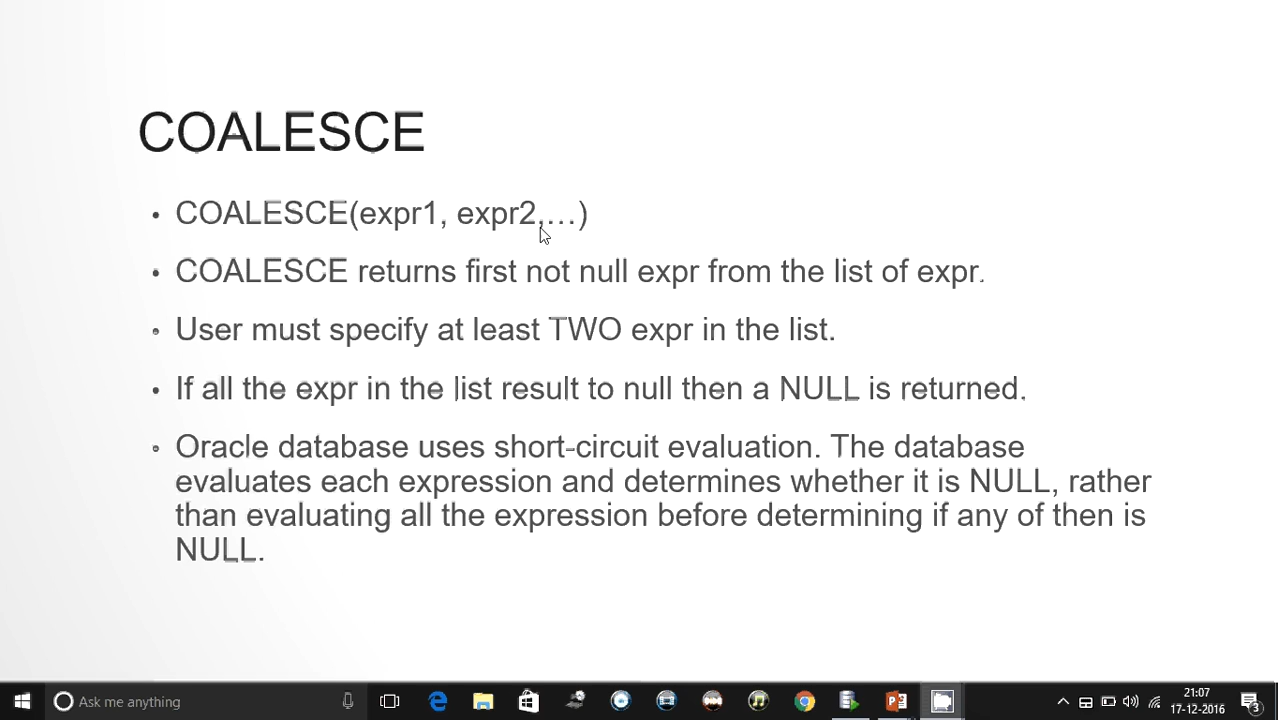 COALESCE
• COALESCE(expr1, expr2,…)
• COALESCE returns first not null expr from the list of expr.
• User must specify at least TWO expr in the list.
• If all the expr in the list result to null then a NULL is returned.
• Oracle database uses short-circuit evaluation. The database
evaluates each expression and determines whether it is NULL, rather
than evaluating all the expression before determining if any of then is
NULL.
Ask me anything
21:07
17-12-2016
3